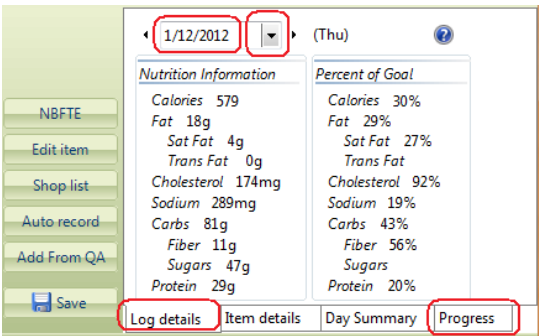 1/12/2012 (Thu) ?
Nutrition Information
Calories 579
Fat 18g
Sat Fat 4g
Trans Fat 0g
Cholesterol 174mg
Sodium 289mg
Carbs 81g
Fiber 11g
Sugars 47g
Protein 29g
Percent of Goal
Calories 30%
Fat 29%
Sat Fat 27%
Trans Fat
Cholesterol 92%
Sodium 19%
Carbs 43%
Fiber 56%
Sugars
Protein 20%
NBFTE
Edit item
Shop list
Auto record
Add From QA
Save
Log details Item details Day Summary Progress